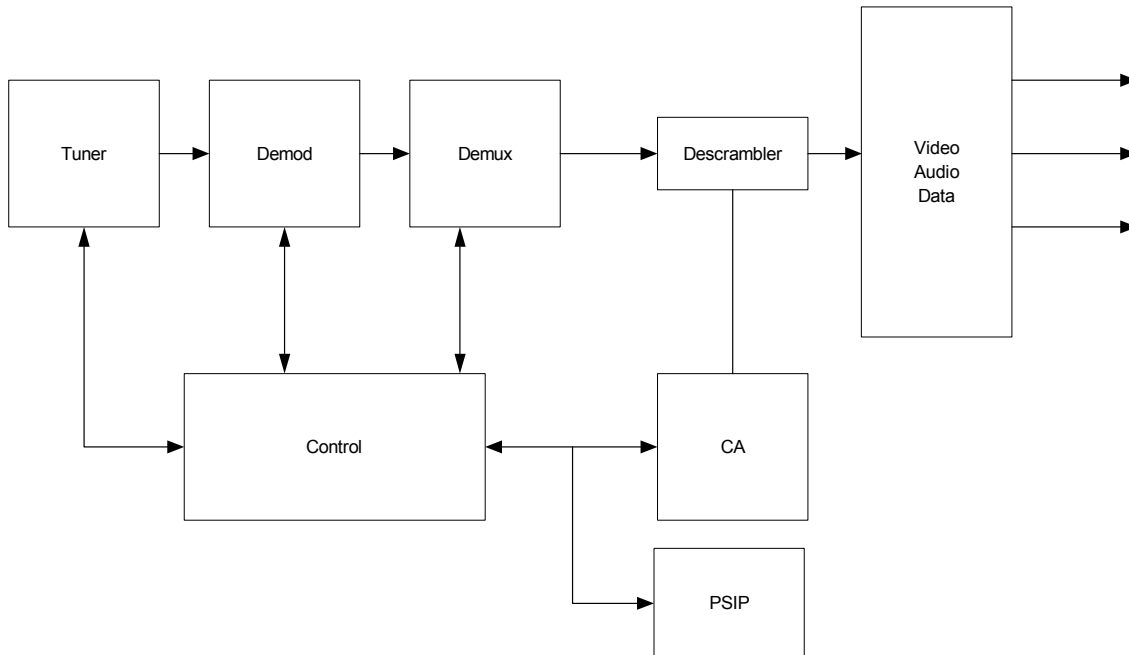 Tuner
Demod
Demux
Descrambler
Video
Audio
Data
Control
CA
PSIP